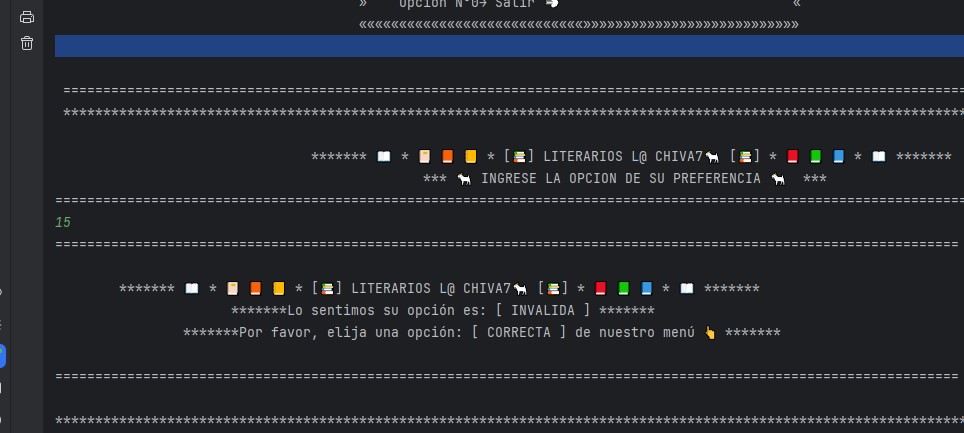 » Opción N°0→ Salir «
«««««««««««««««««««««««««««»»»»»»»»»»»»»»»»»»»»»»»»»»»
================================================================================================================
****************************************************************************************************************
******* 📖 * 📔 📙 📒 * [📚] LITERARIOS L@ CHIVA7🐐 [📚] * 📕 📗 📘 * 📖 *******
*** 🐐 INGRESE LA OPCION DE SU PREFERENCIA 🐐 ***
==================================================================================================================
15
=================================================================================================================
******* 📖 * 📔 📙 📒 * [📚] LITERARIOS L@ CHIVA7🐐 [📚] * 📕 📗 📘 * 📖 *******
*******Lo sentimos su opción es: [ INVALIDA ] *******
*******Por favor, elija una opción: [ CORRECTA ] de nuestro menú 👆 *******
=================================================================================================================
******************************************************************************************************************